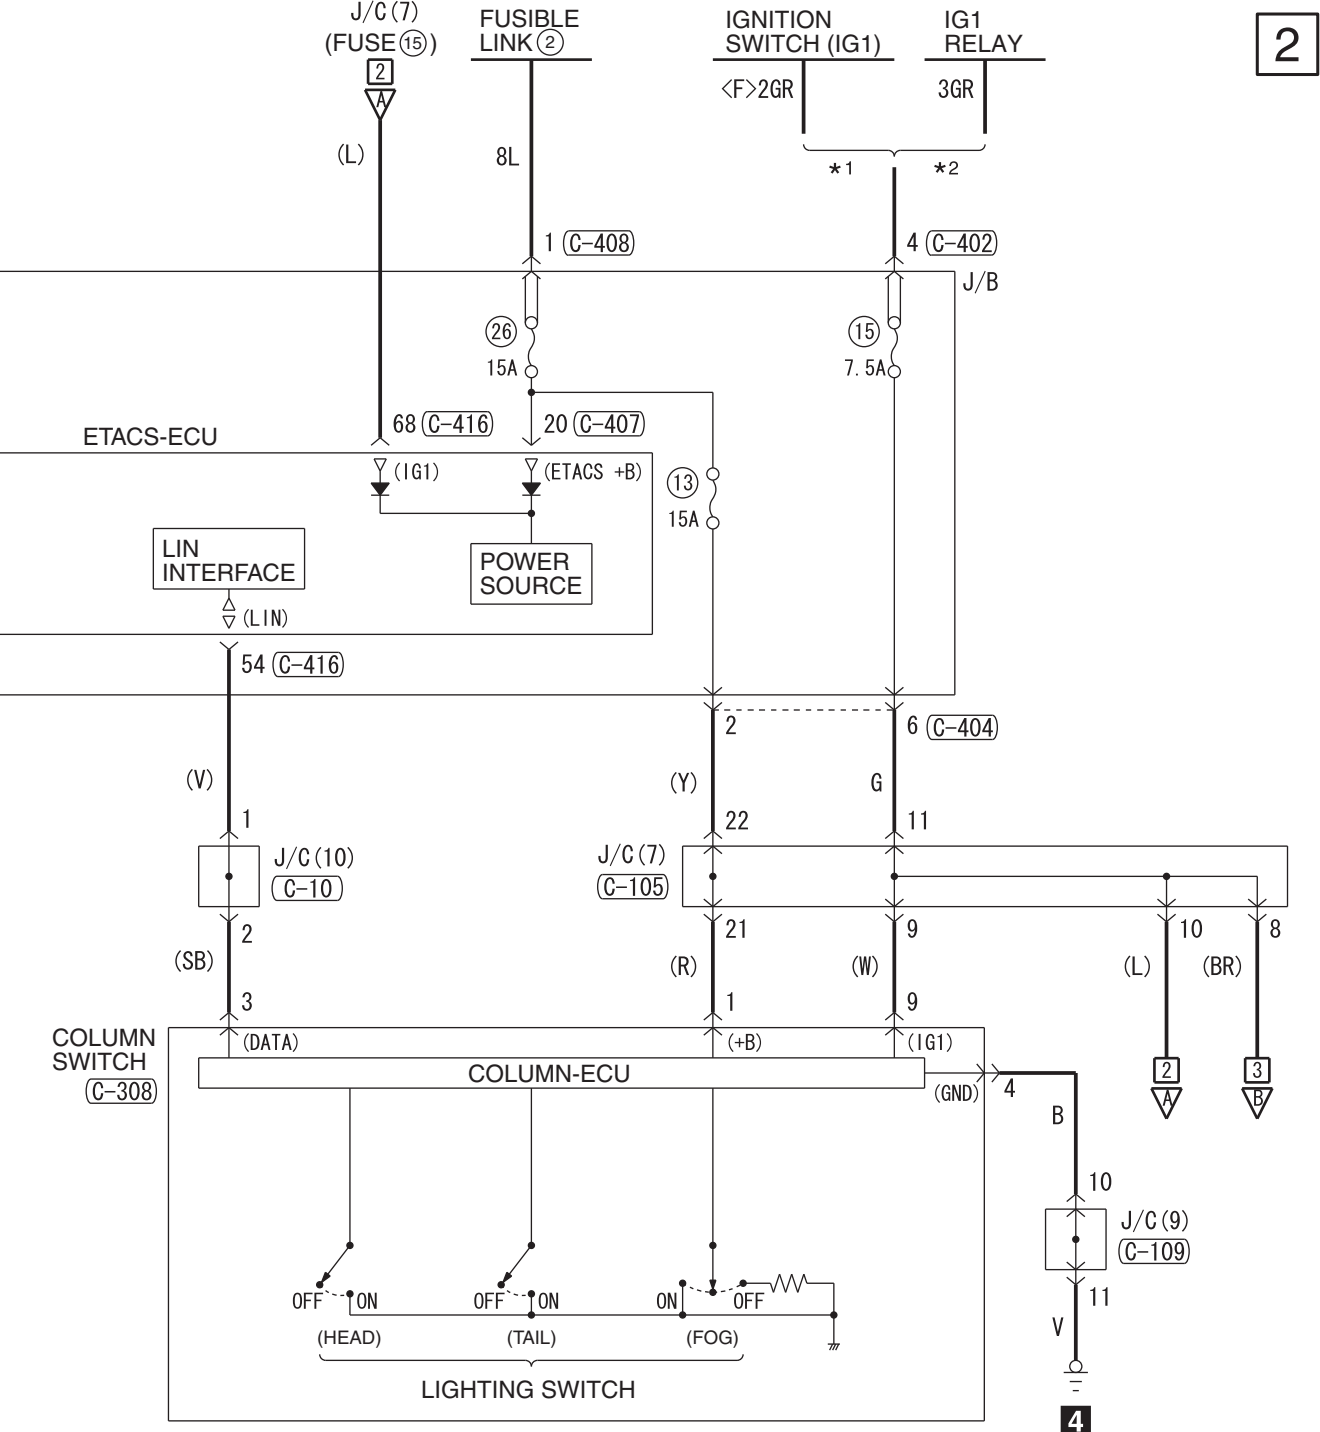 J/C(7)
(FUSE 15)
2
A
(L)
FUSIBLE
LINK 2
8L
IGNITION
SWITCH (IG1)
<F>2GR
IG1
RELAY
3GR
*1
*2
2
1 C-408
4 C-402
J/B
26
15A
15
7.5A
68 C-416
20 C-407
ETACS-ECU
(IG1)
(ETACS +B)
13
15A
LIN
INTERFACE
(LIN)
POWER
SOURCE
54 C-416
2
6 C-404
(V)
(Y)
G
1
22
11
J/C(10)
C-10
J/C(7)
C-105
2
21
9
10
8
(SB)
(R)
(W)
(L)
(BR)
3
1
9
COLUMN
SWITCH
C-308
(DATA)
(+B)
(IG1)
COLUMN-ECU
(GND)
4
2
A
3
B
B
10
J/C(9)
C-109
11
V
4
OFF
ON
OFF
ON
ON
OFF
(HEAD)
(TAIL)
(FOG)
LIGHTING SWITCH